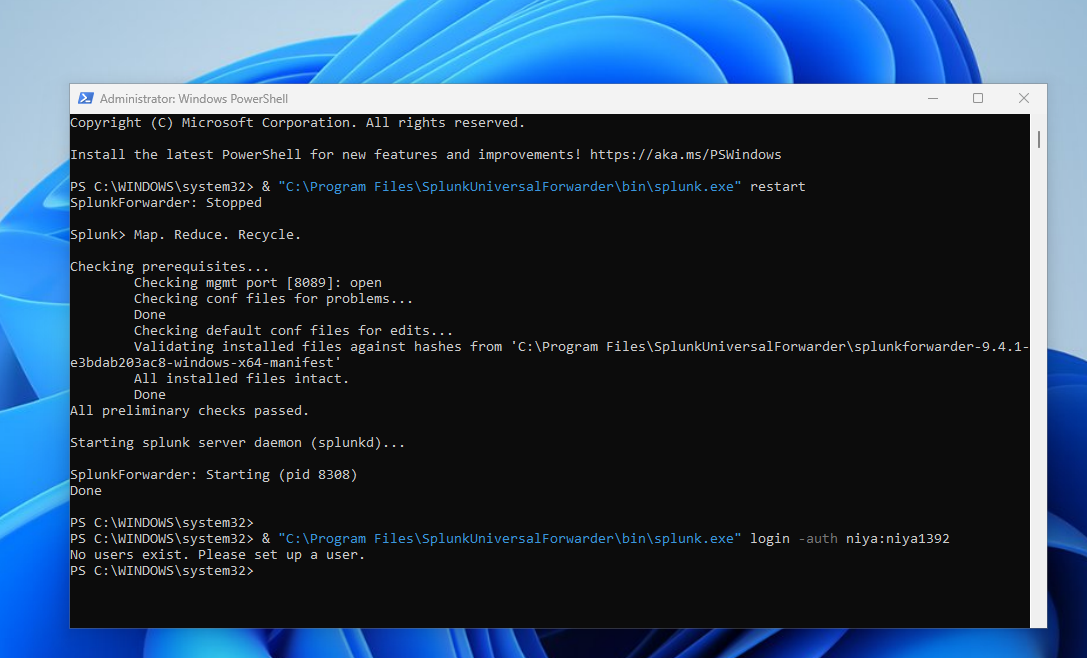 Administrator: Windows PowerShell
Copyright (C) Microsoft Corporation. All rights reserved.
Install the latest PowerShell for new features and improvements! https://aka.ms/PSWindows
PS C:\WINDOWS\system32> & "C:\Program Files\SplunkUniversalForwarder\bin\splunk.exe" restart
SplunkForwarder: Stopped
Splunk> Map. Reduce. Recycle.
Checking prerequisites...
Checking mgmt port [8089]: open
Checking conf files for problems...
Done
Checking default conf files for edits...
Validating installed files against hashes from 'C:\Program Files\SplunkUniversalForwarder\splunkforwarder-9.4.1-
e3bdab203ac8-windows-x64-manifest'
All installed files intact.
Done
All preliminary checks passed.
Starting splunk server daemon (splunkd)...
SplunkForwarder: Starting (pid 8308)
Done
PS C:\WINDOWS\system32>
PS C:\WINDOWS\system32> & "C:\Program Files\SplunkUniversalForwarder\bin\splunk.exe" login -auth niya:niya1392
No users exist. Please set up a user.
PS C:\WINDOWS\system32>